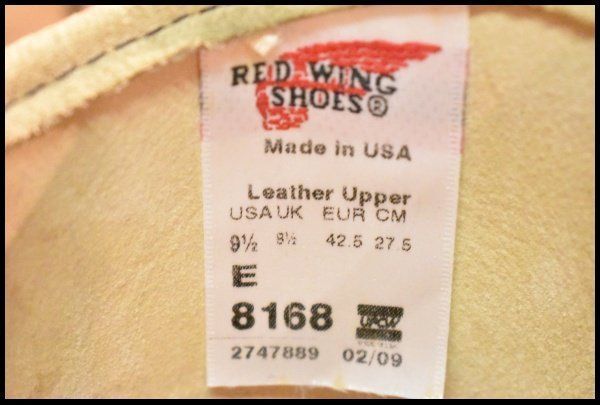 RED WING
SHOES®
Made in USA
Leather Upper
USA UK EUR CM
9½ 8½ 42.5 27.5
E
8168 UFCW
2747889 02/09